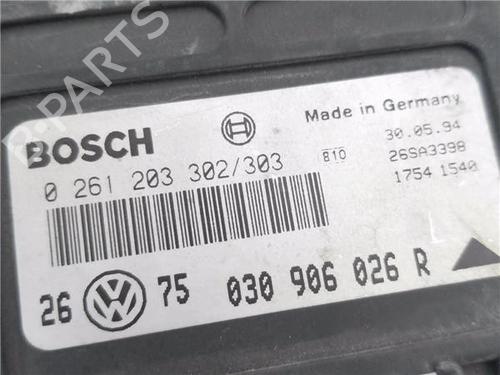 B-PARTS
BOSCH
Made in Germany
0 261 203 302/303
810
30.05.94
26SA3398
1754 1540
26 VW 75 030 906 026 R